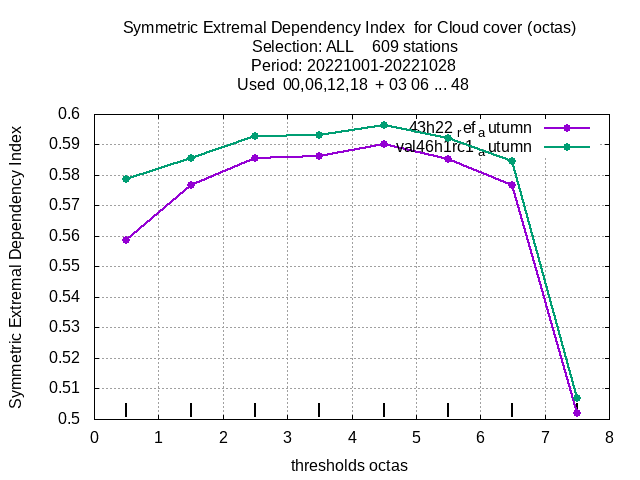 Symmetric Extremal Dependency Index  for Cloud cover (octas)
Selection: ALL    609 stations
Period: 20221001-20221028
Used  00,06,12,18  + 03 06 ... 48
43h22_ref_autumn
val46h1rc1_autumn
0.6
0.59
0.58
0.57
0.56
0.55
0.54
0.53
0.52
0.51
0.5
Symmetric Extremal Dependency Index
0 1 2 3 4 5 6 7 8
thresholds octas